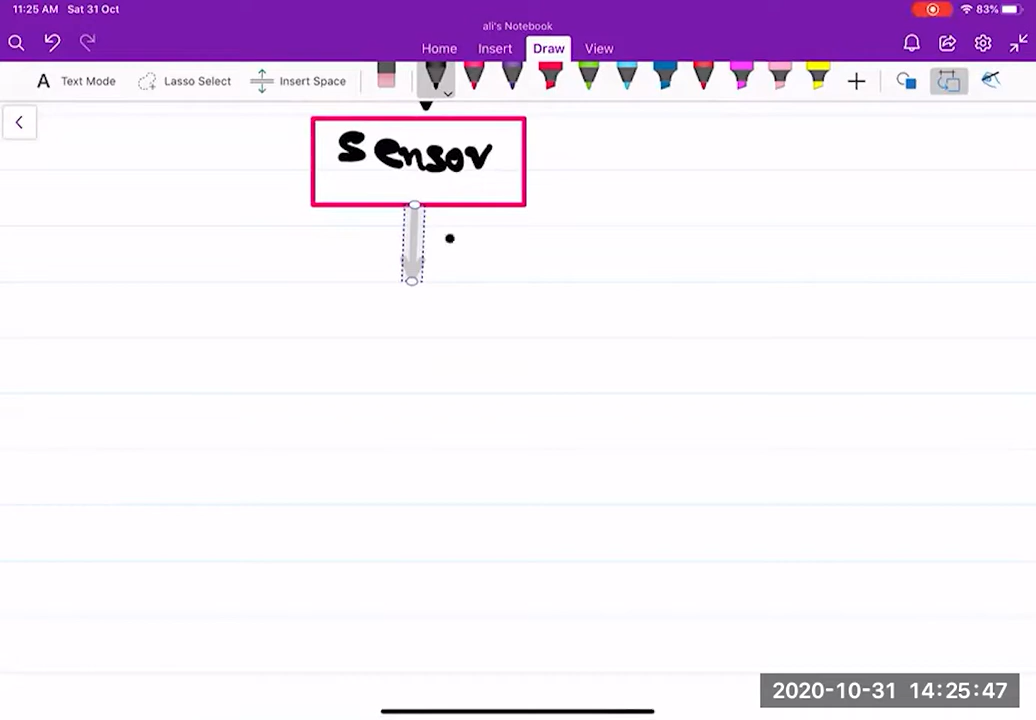 11:25 AM Sat 31 Oct
83%
ali's Notebook
Home Insert Draw View
A Text Mode Lasso Select Insert Space
Sensor
2020-10-31 14:25:47